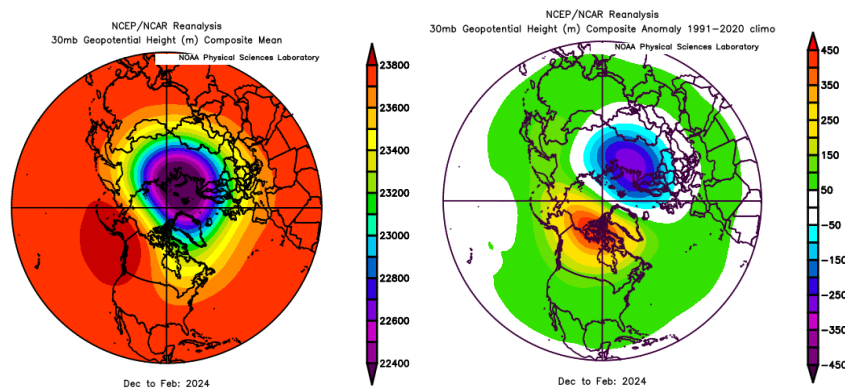 NCEP/NCAR Reanalysis
30mb Geopotential Height (m) Composite Mean
NOAA Physical Sciences Laboratory
23800
23600
23400
23200
23000
22800
22600
22400
Dec to Feb: 2024
NCEP/NCAR Reanalysis
30mb Geopotential Height (m) Composite Anomaly 1991-2020 climo
NOAA Physical Sciences Laboratory
450
350
250
150
50
-50
-150
-250
-350
-450
Dec to Feb: 2024